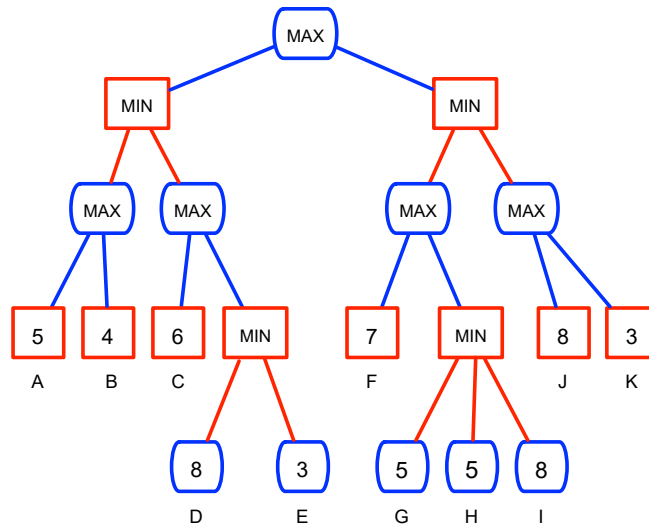 MAX
MIN MIN
MAX MAX MAX MAX
5 4 6 MIN 7 MIN 8 3
A B C F J K
8 3 5 5 8
D E G H I